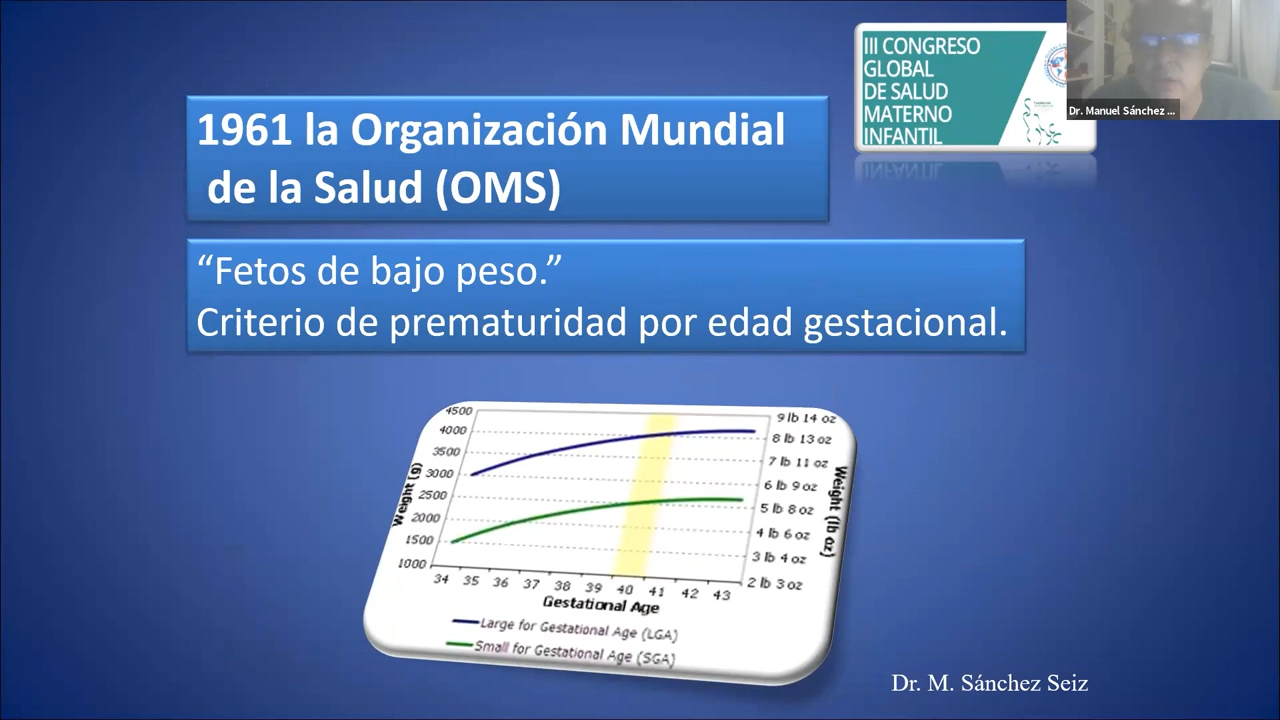 III CONGRESO
GLOBAL
DE SALUD
MATERNO
INFANTIL
Dr. Manuel Sánchez ...
1961 la Organización Mundial
de la Salud (OMS)
“Fetos de bajo peso.”
Criterio de prematuridad por edad gestacional.
4500
4000
3500
3000
2500
2000
1500
1000
Weight (g)
9 lb 14 oz
8 lb 13 oz
7 lb 11 oz
6 lb 9 oz
5 lb 8 oz
4 lb 6 oz
3 lb 4 oz
2 lb 3 oz
Weight (lb oz)
34 35 36 37 38 39 40 41 42 43
Gestational Age
Large for Gestational Age (LGA)
Small for Gestational Age (SGA)
Dr. M. Sánchez Seiz